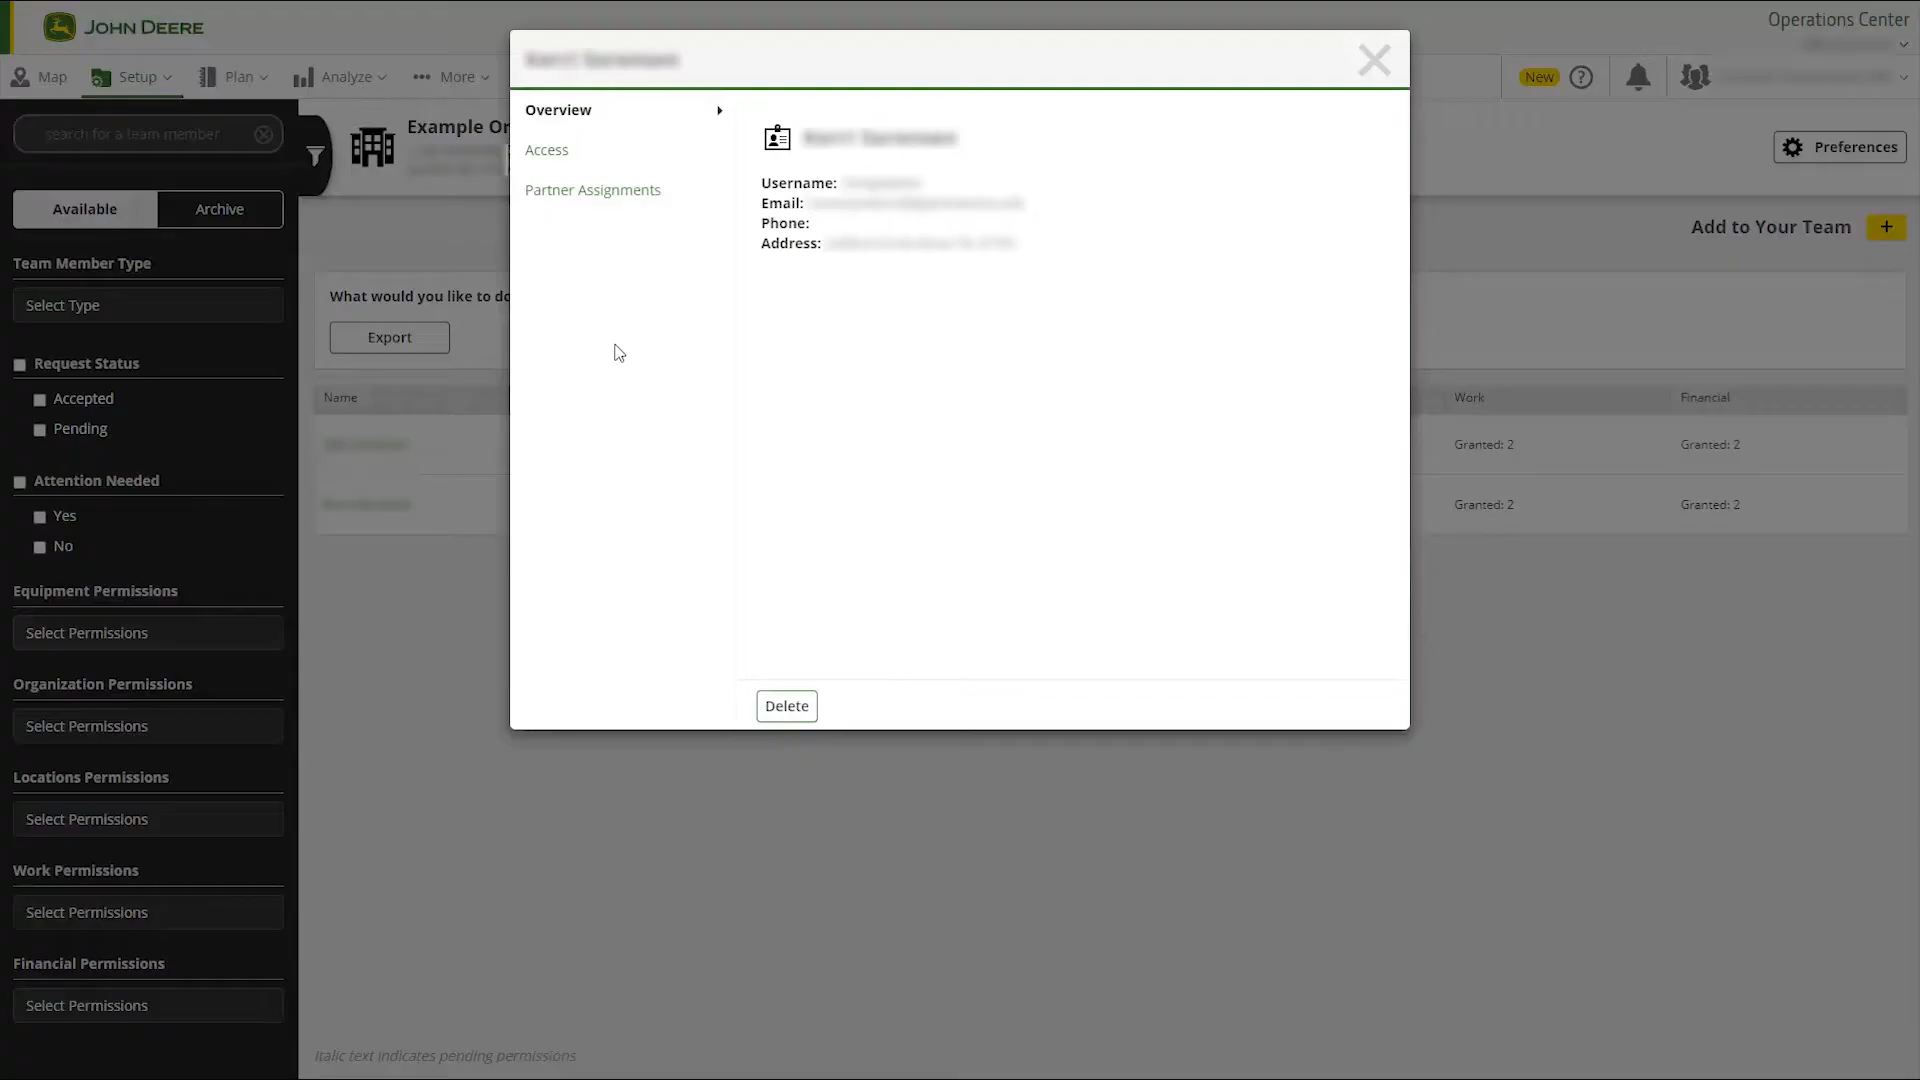 JOHN DEERE
Operations Center
Map
Setup
Plan
Analyze
More
New
search for a team member
Example Or
Preferences
Available
Archive
Add to Your Team
+
Team Member Type
Select Type
What would you like to do
Export
Request Status
Accepted
Pending
Name
Work
Financial
Granted: 2
Granted: 2
Granted: 2
Granted: 2
Attention Needed
Yes
No
Equipment Permissions
Select Permissions
Organization Permissions
Select Permissions
Locations Permissions
Select Permissions
Work Permissions
Select Permissions
Financial Permissions
Select Permissions
Italic text indicates pending permissions
Overview
Access
Partner Assignments
Username:
Email:
Phone:
Address:
Delete